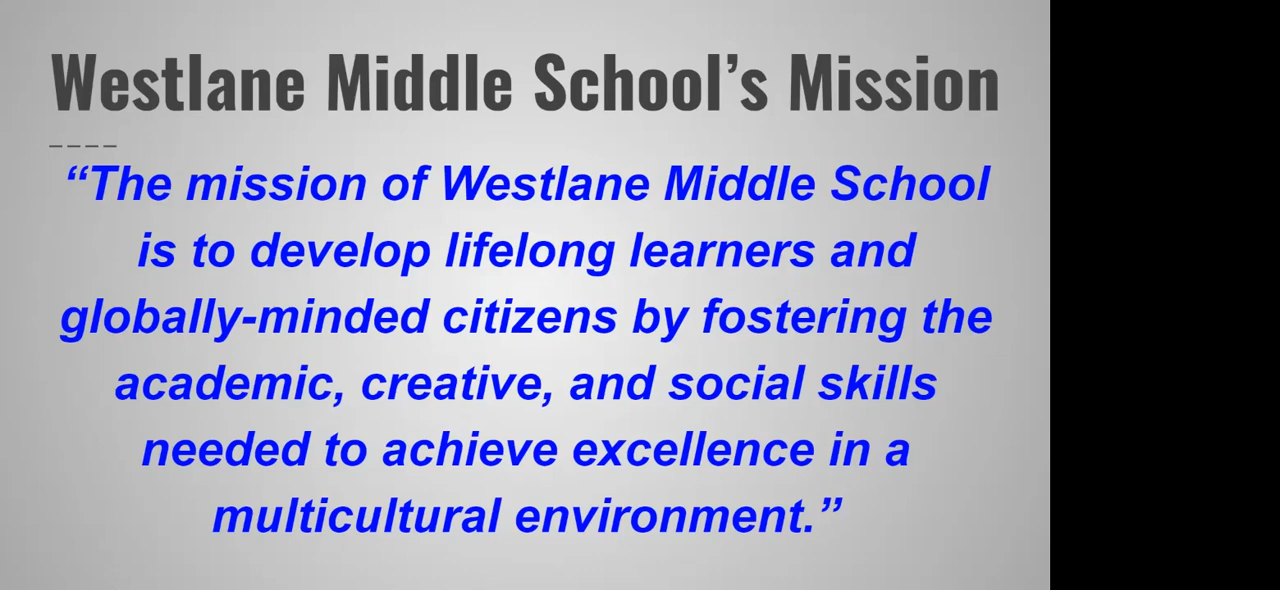 Westlane Middle School’s Mission
“The mission of Westlane Middle School
is to develop lifelong learners and
globally-minded citizens by fostering the
academic, creative, and social skills
needed to achieve excellence in a
multicultural environment.”